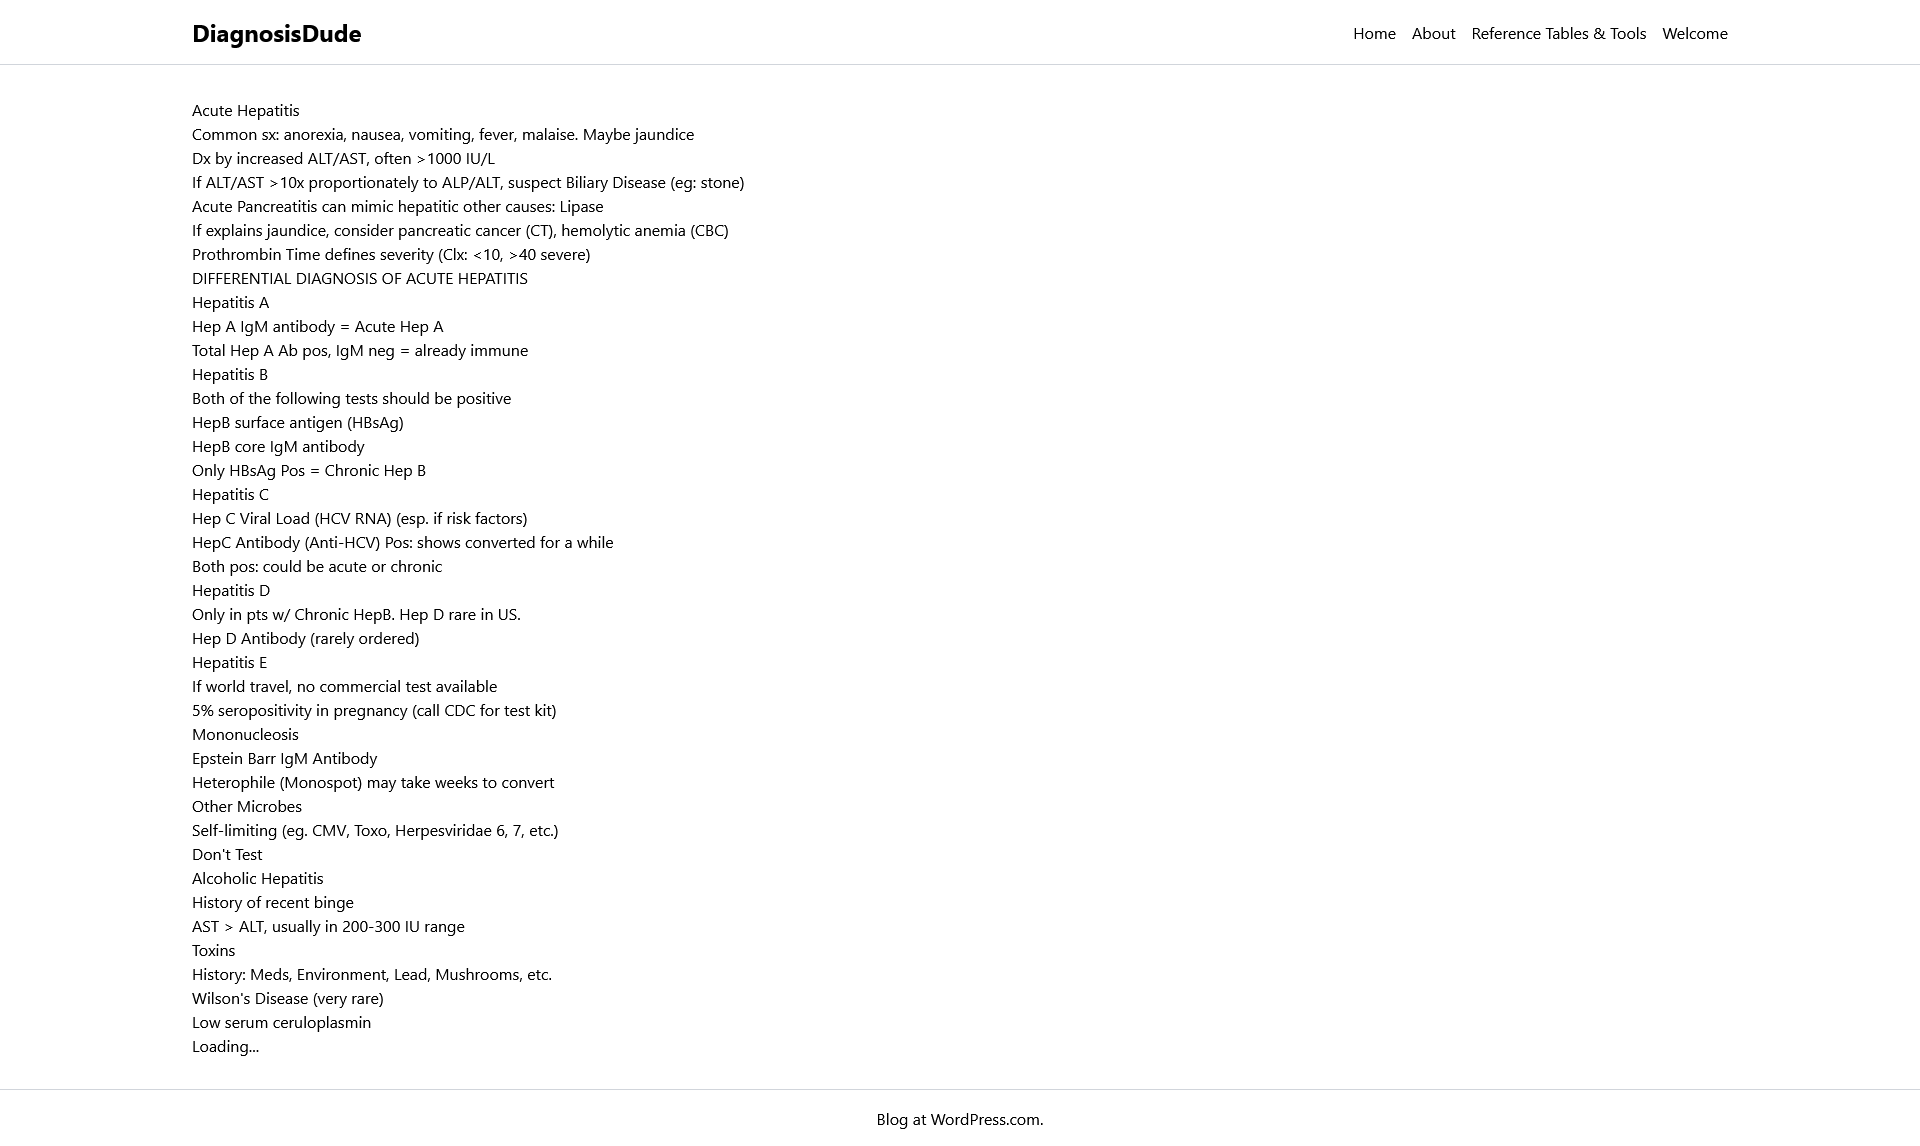 DiagnosisDude
Home About Reference Tables & Tools Welcome
Acute Hepatitis
Common sx: anorexia, nausea, vomiting, fever, malaise. Maybe jaundice
Dx by increased ALT/AST, often >1000 IU/L
If ALT/AST >10x proportionately to ALP/ALT, suspect Biliary Disease (eg: stone)
Acute Pancreatitis can mimic hepatitic other causes: Lipase
If explains jaundice, consider pancreatic cancer (CT), hemolytic anemia (CBC)
Prothrombin Time defines severity (Clx: <10, >40 severe)
DIFFERENTIAL DIAGNOSIS OF ACUTE HEPATITIS
Hepatitis A
Hep A IgM antibody = Acute Hep A
Total Hep A Ab pos, IgM neg = already immune
Hepatitis B
Both of the following tests should be positive
HepB surface antigen (HBsAg)
HepB core IgM antibody
Only HBsAg Pos = Chronic Hep B
Hepatitis C
Hep C Viral Load (HCV RNA) (esp. if risk factors)
HepC Antibody (Anti-HCV) Pos: shows converted for a while
Both pos: could be acute or chronic
Hepatitis D
Only in pts w/ Chronic HepB. Hep D rare in US.
Hep D Antibody (rarely ordered)
Hepatitis E
If world travel, no commercial test available
5% seropositivity in pregnancy (call CDC for test kit)
Mononucleosis
Epstein Barr IgM Antibody
Heterophile (Monospot) may take weeks to convert
Other Microbes
Self-limiting (eg. CMV, Toxo, Herpesviridae 6, 7, etc.)
Don't Test
Alcoholic Hepatitis
History of recent binge
AST > ALT, usually in 200-300 IU range
Toxins
History: Meds, Environment, Lead, Mushrooms, etc.
Wilson's Disease (very rare)
Low serum ceruloplasmin
Loading...
Blog at WordPress.com.